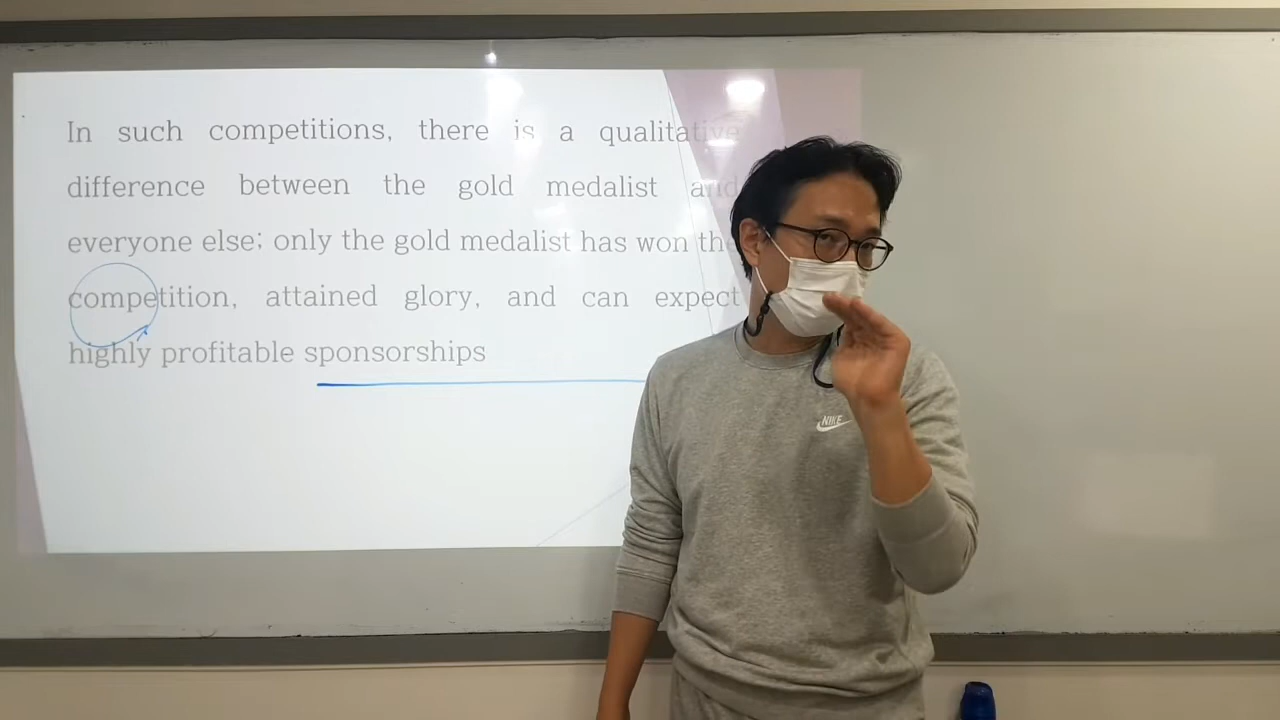 In such competitions, there is a qualitative
difference between the gold medalist and
everyone else; only the gold medalist has won the
competition, attained glory, and can expect
highly profitable sponsorships
NIKE